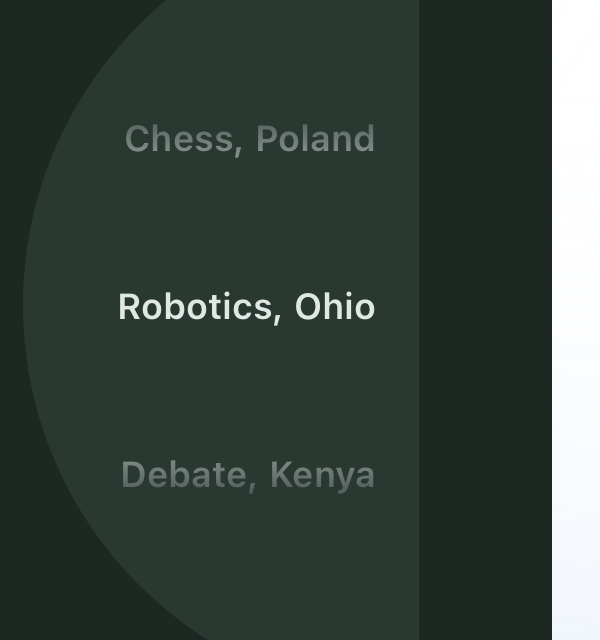 Chess, Poland
Robotics, Ohio
Debate, Kenya